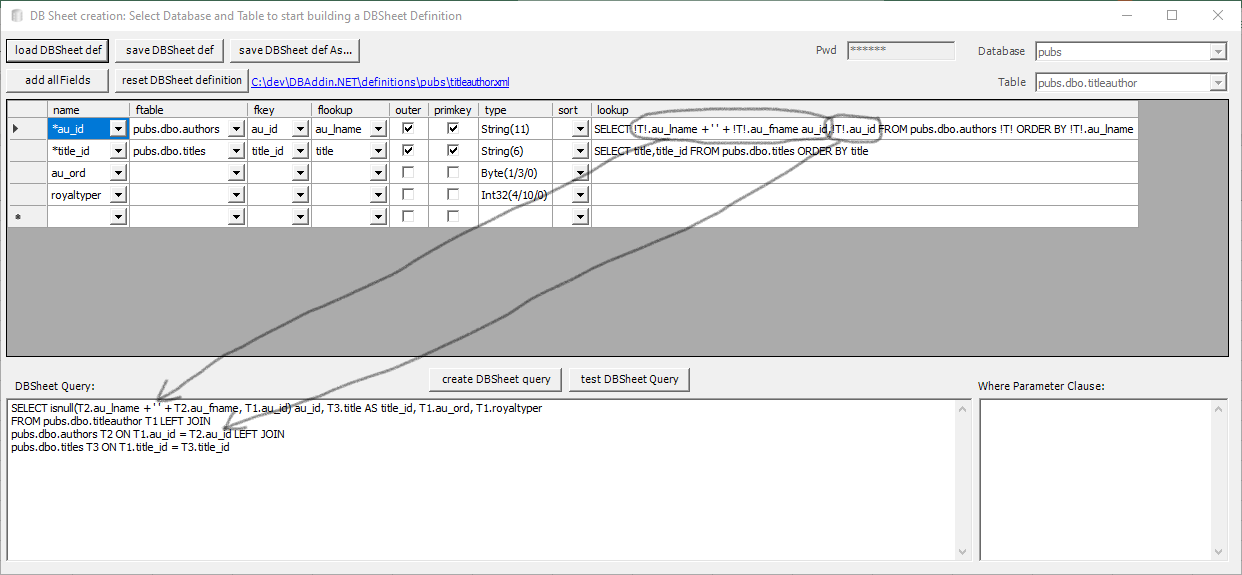 DB Sheet creation: Select Database and Table to start building a DBSheet Definition
load DBSheet def save DBSheet def save DBSheet def As... Pwd ****** Database pubs
add all Fields reset DBSheet definition C:\dev\DBAddin.NET\definitions\pubs\titleauthor.xml Table pubs.dbo.titleauthor
name ftable fkey flookup outer primkey type sort lookup
*au_id pubs.dbo.authors au_id au_lname String(11) SELECT !T!.au_lname + ' ' + !T!.au_fname au_id,!T!.au_id FROM pubs.dbo.authors !T! ORDER BY !T!.au_lname
*title_id pubs.dbo.titles title_id title String(6) SELECT title,title_id FROM pubs.dbo.titles ORDER BY title
au_ord Byte(1/3/0)
royaltyper Int32(4/10/0)
*
DBSheet Query: create DBSheet query test DBSheet Query Where Parameter Clause:
SELECT isnull(T2.au_lname + ' ' + T2.au_fname, T1.au_id) au_id, T3.title AS title_id, T1.au_ord, T1.royaltyper
FROM pubs.dbo.titleauthor T1 LEFT JOIN
pubs.dbo.authors T2 ON T1.au_id = T2.au_id LEFT JOIN
pubs.dbo.titles T3 ON T1.title_id = T3.title_id